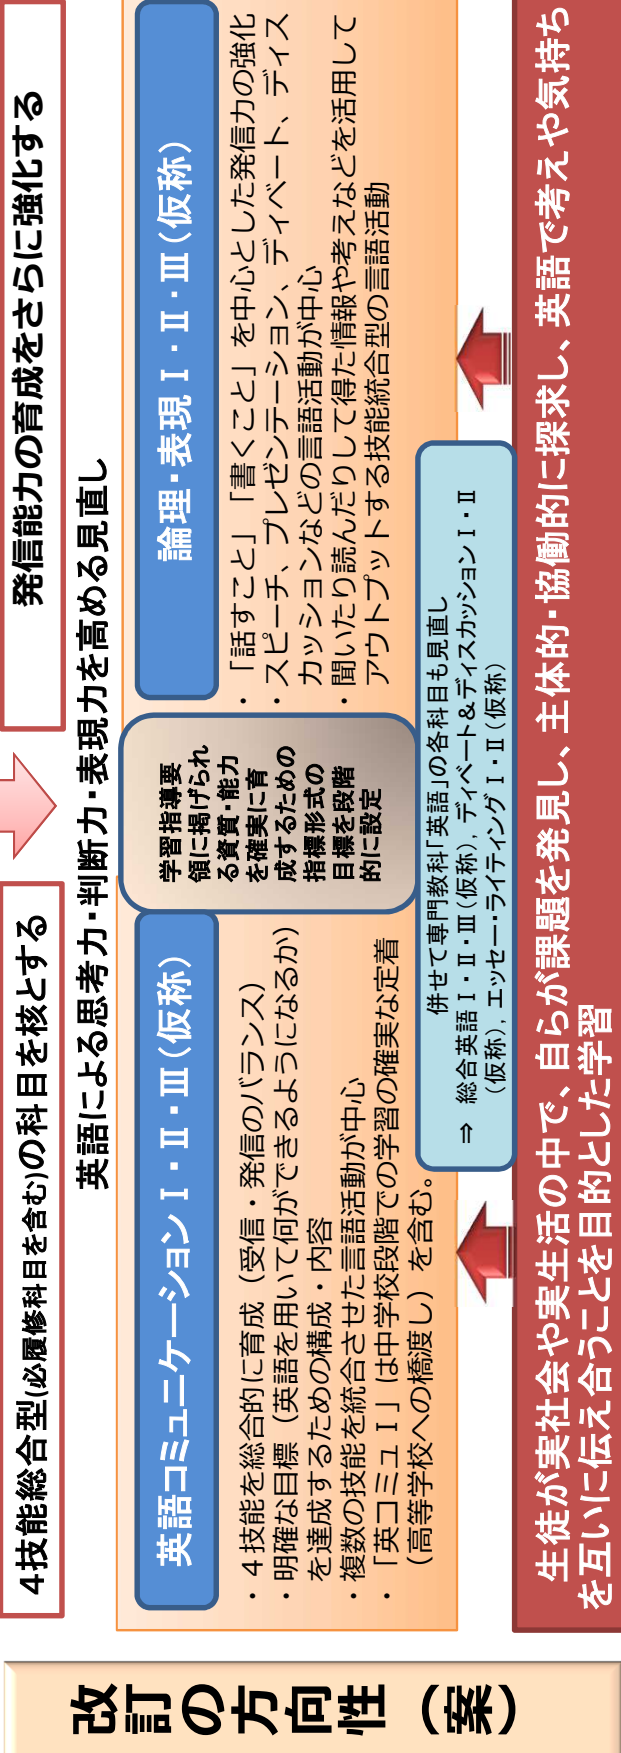 改訂の方向性（案）
４技能総合型(必履修科目を含む)の科目を核とする
発信能力の育成をさらに強化する
英語による思考力・判断力・表現力を高める見直し
英語コミュニケーションⅠ・Ⅱ・Ⅲ（仮称）
・４技能を総合的に育成（受信・発信のバランス）
・明確な目標（英語を用いて何ができるようになるか）
を達成するための構成・内容
・複数の技能を統合させた言語活動が中心
・「英コミュⅠ」は中学校段階での学習の確実な定着
（高等学校への橋渡し）を含む。
学習指導要
領に掲げられ
る資質・能力
を確実に育
成するための
指標形式の
目標を段階
的に設定
論理・表現Ⅰ・Ⅱ・Ⅲ（仮称）
・「話すこと」「書くこと」を中心とした発信力の強化
・スピーチ、プレゼンテーション、ディベート、ディス
カッションなどの言語活動が中心
・聞いたり読んだりして得た情報や考えなどを活用して
アウトプットする技能統合型の言語活動
併せて専門教科「英語」の各科目も見直し
⇒ 総合英語Ⅰ・Ⅱ・Ⅲ（仮称），ディベート＆ディスカッションⅠ・Ⅱ
（仮称），エッセー・ライティングⅠ・Ⅱ（仮称）
生徒が実社会や実生活の中で、自らが課題を発見し、主体的・協働的に探求し、英語で考えや気持ち
を互いに伝え合うことを目的とした学習